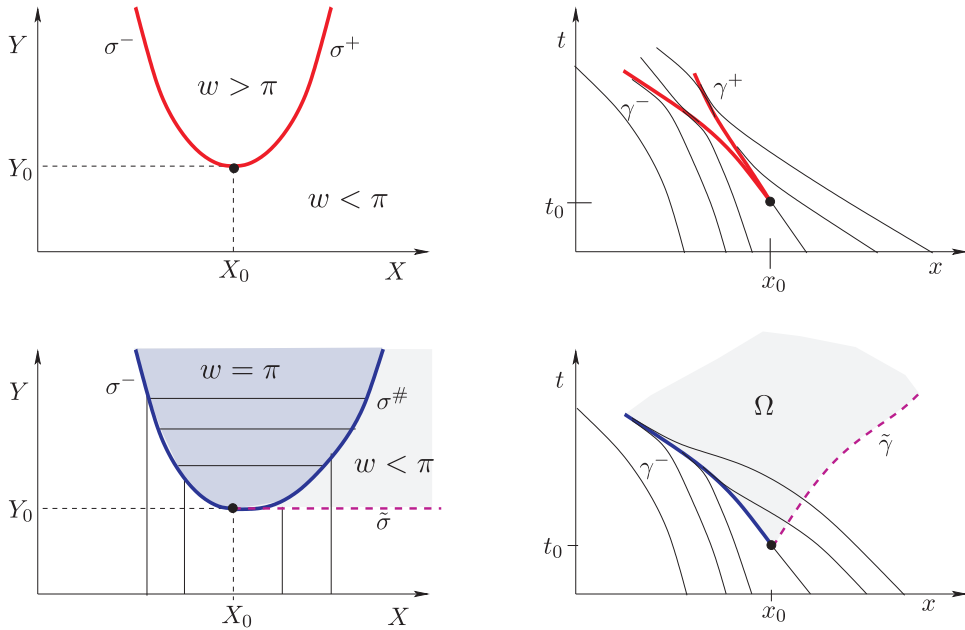 Y
σ⁻
σ⁺
w > π
Y₀
w < π
X₀
X
t
γ⁻
γ⁺
t₀
x₀
x
Y
σ⁻
w = π
σ^#
w < π
Y₀
σ̃
X₀
X
t
Ω
γ̃
γ⁻
t₀
x₀
x